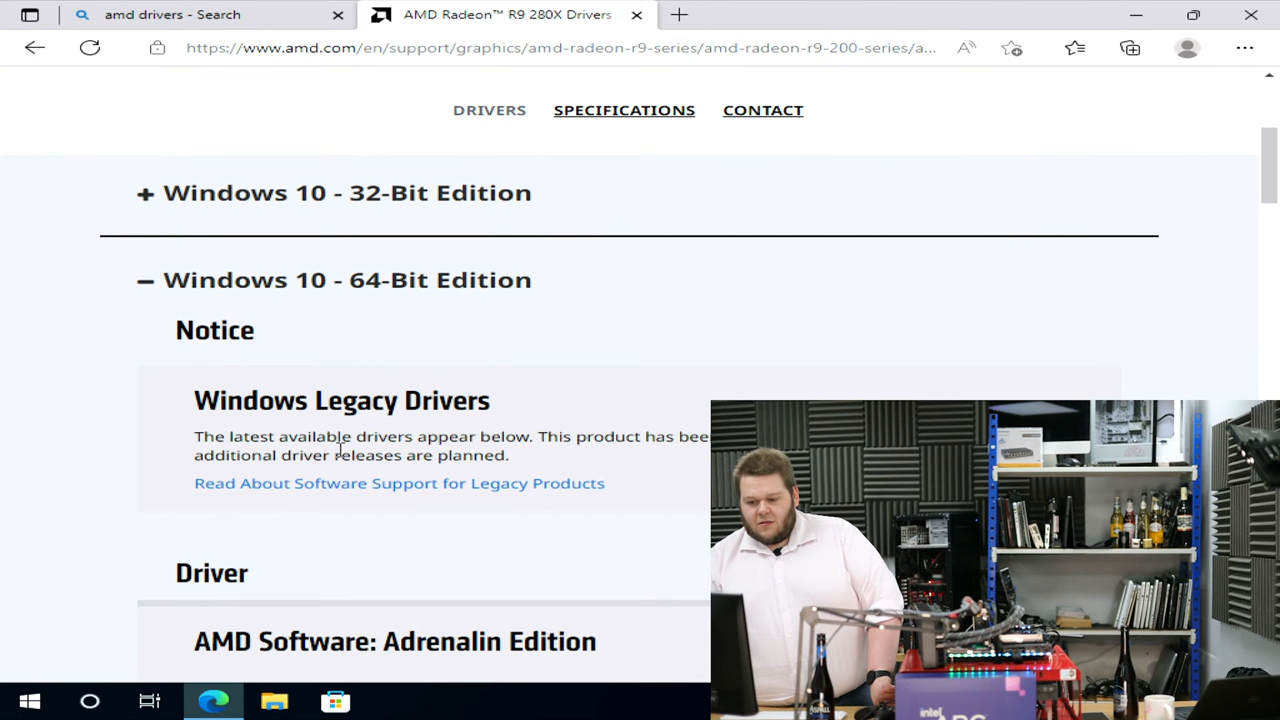 amd drivers - Search
AMD Radeon™ R9 280X Drivers
https://www.amd.com/en/support/graphics/amd-radeon-r9-series/amd-radeon-r9-200-series/a...
DRIVERS SPECIFICATIONS CONTACT
+ Windows 10 - 32-Bit Edition
− Windows 10 - 64-Bit Edition
Notice
Windows Legacy Drivers
The latest available drivers appear below. This product has bee
additional driver releases are planned.
Read About Software Support for Legacy Products
Driver
AMD Software: Adrenalin Edition
intel
ARC